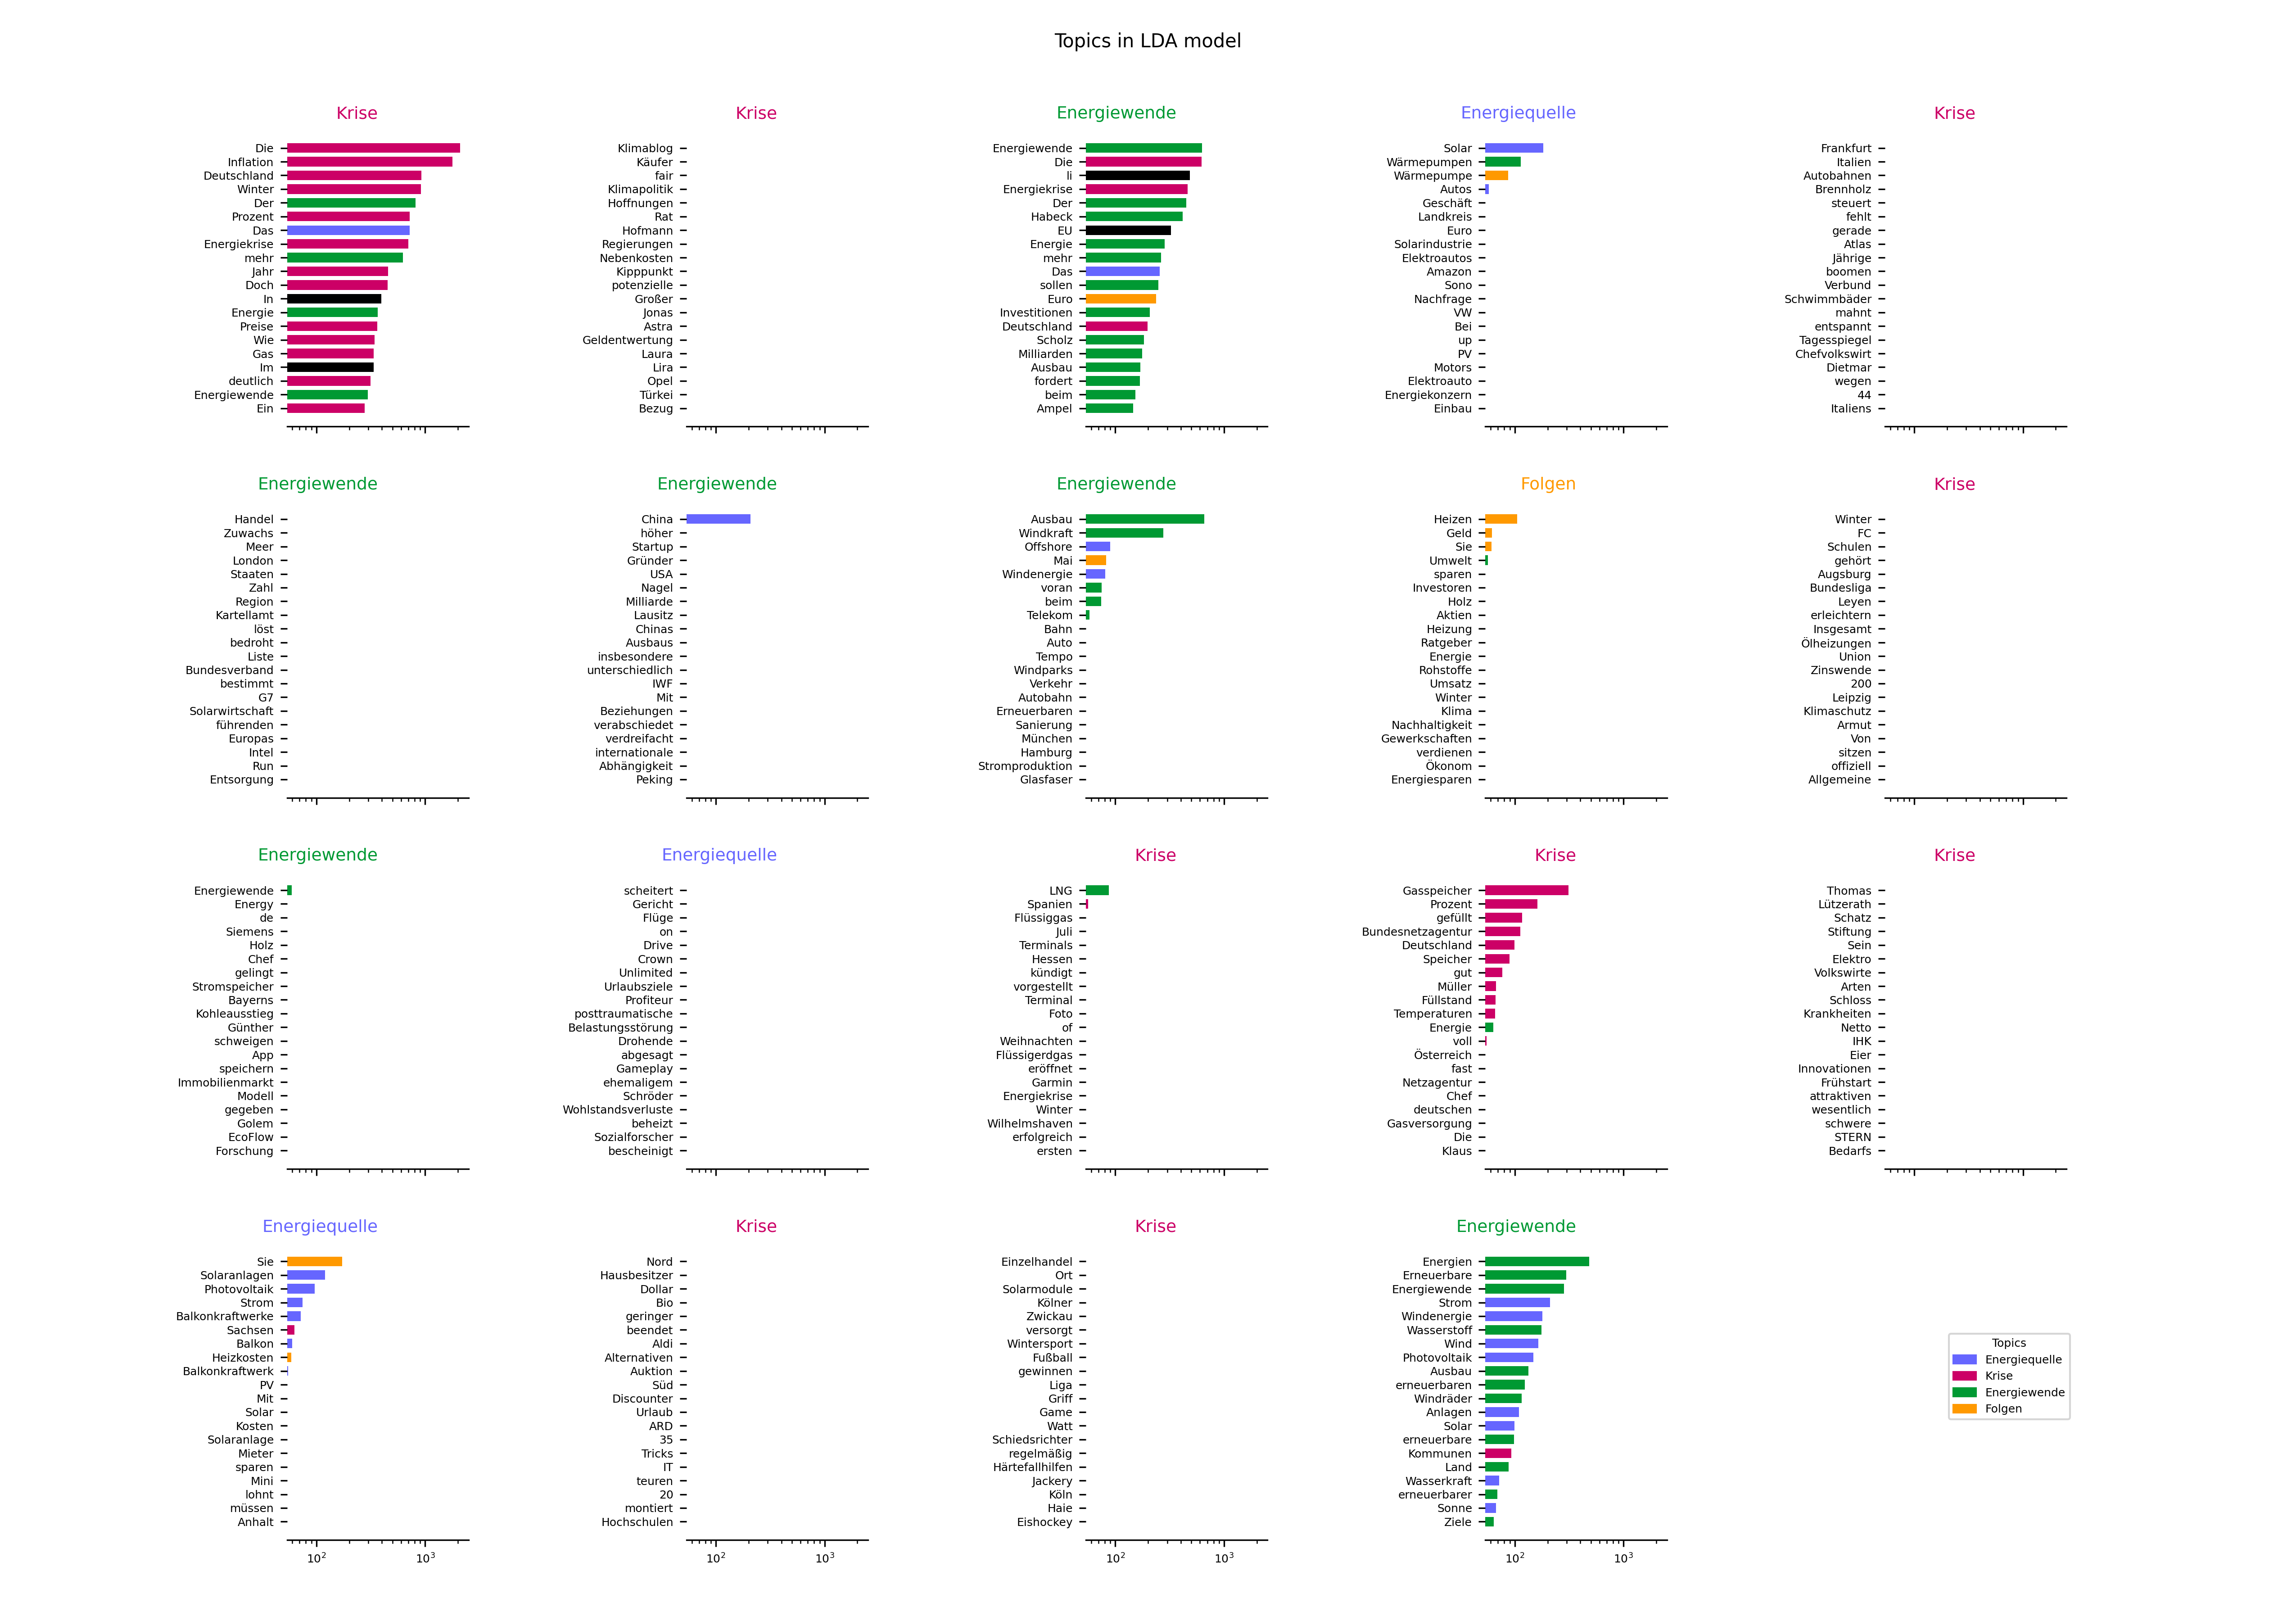 Topics in LDA model
Krise
Die
Inflation
Deutschland
Winter
Der
Prozent
Das
Energiekrise
mehr
Jahr
Doch
In
Energie
Preise
Wie
Gas
Im
deutlich
Energiewende
Ein
Krise
Klimablog
Käufer
fair
Klimapolitik
Hoffnungen
Rat
Hofmann
Regierungen
Nebenkosten
Kipppunkt
potenzielle
Großer
Jonas
Astra
Geldentwertung
Laura
Lira
Opel
Türkei
Bezug
Energiewende
Energiewende
Die
li
Energiekrise
Der
Habeck
EU
Energie
mehr
Das
sollen
Euro
Investitionen
Deutschland
Scholz
Milliarden
Ausbau
fordert
beim
Ampel
Energiequelle
Solar
Wärmepumpen
Wärmepumpe
Autos
Geschäft
Landkreis
Euro
Solarindustrie
Elektroautos
Amazon
Sono
Nachfrage
VW
Bei
up
PV
Motors
Elektroauto
Energiekonzern
Einbau
Krise
Frankfurt
Italien
Autobahnen
Brennholz
steuert
fehlt
gerade
Atlas
Jährige
boomen
Verbund
Schwimmbäder
mahnt
entspannt
Tagesspiegel
Chefvolkswirt
Dietmar
wegen
44
Italiens
Energiewende
Handel
Zuwachs
Meer
London
Staaten
Zahl
Region
Kartellamt
löst
bedroht
Liste
Bundesverband
bestimmt
G7
Solarwirtschaft
führenden
Europas
Intel
Run
Entsorgung
Energiewende
China
höher
Startup
Gründer
USA
Nagel
Milliarde
Lausitz
Chinas
Ausbaus
insbesondere
unterschiedlich
IWF
Mit
Beziehungen
verabschiedet
verdreifacht
internationale
Abhängigkeit
Peking
Energiewende
Ausbau
Windkraft
Offshore
Mai
Windenergie
voran
beim
Telekom
Bahn
Auto
Tempo
Windparks
Verkehr
Autobahn
Erneuerbaren
Sanierung
München
Hamburg
Stromproduktion
Glasfaser
Folgen
Heizen
Geld
Sie
Umwelt
sparen
Investoren
Holz
Aktien
Heizung
Ratgeber
Energie
Rohstoffe
Umsatz
Winter
Klima
Nachhaltigkeit
Gewerkschaften
verdienen
Ökonom
Energiesparen
Krise
Winter
FC
Schulen
gehört
Augsburg
Bundesliga
Leyen
erleichtern
Insgesamt
Ölheizungen
Union
Zinswende
200
Leipzig
Klimaschutz
Armut
Von
sitzen
offiziell
Allgemeine
Energiewende
Energiewende
Energy
de
Siemens
Holz
Chef
gelingt
Stromspeicher
Bayerns
Kohleausstieg
Günther
schweigen
App
speichern
Immobilienmarkt
Modell
gegeben
Golem
EcoFlow
Forschung
Energiequelle
scheitert
Gericht
Flüge
on
Drive
Crown
Unlimited
Urlaubsziele
Profiteur
posttraumatische
Belastungsstörung
Drohende
abgesagt
Gameplay
ehemaligem
Schröder
Wohlstandsverluste
beheizt
Sozialforscher
bescheinigt
Krise
LNG
Spanien
Flüssiggas
Juli
Terminals
Hessen
kündigt
vorgestellt
Terminal
Foto
of
Weihnachten
Flüssigerdgas
eröffnet
Garmin
Energiekrise
Winter
Wilhelmshaven
erfolgreich
ersten
Krise
Gasspeicher
Prozent
gefüllt
Bundesnetzagentur
Deutschland
Speicher
gut
Müller
Füllstand
Temperaturen
Energie
voll
Österreich
fast
Netzagentur
Chef
deutschen
Gasversorgung
Die
Klaus
Krise
Thomas
Lützerath
Schatz
Stiftung
Sein
Elektro
Volkswirte
Arten
Schloss
Krankheiten
Netto
IHK
Eier
Innovationen
Frühstart
attraktiven
wesentlich
schwere
STERN
Bedarfs
Energiequelle
Sie
Solaranlagen
Photovoltaik
Strom
Balkonkraftwerke
Sachsen
Balkon
Heizkosten
Balkonkraftwerk
PV
Mit
Solar
Kosten
Solaranlage
Mieter
sparen
Mini
lohnt
müssen
Anhalt
10² 10³
Krise
Nord
Hausbesitzer
Dollar
Bio
geringer
beendet
Aldi
Alternativen
Auktion
Süd
Discounter
Urlaub
ARD
35
Tricks
IT
teuren
20
montiert
Hochschulen
10² 10³
Krise
Einzelhandel
Ort
Solarmodule
Kölner
Zwickau
versorgt
Wintersport
Fußball
gewinnen
Liga
Griff
Game
Watt
Schiedsrichter
regelmäßig
Härtefallhilfen
Jackery
Köln
Haie
Eishockey
10² 10³
Energiewende
Energien
Erneuerbare
Energiewende
Strom
Windenergie
Wasserstoff
Wind
Photovoltaik
Ausbau
erneuerbaren
Windräder
Anlagen
Solar
erneuerbare
Kommunen
Land
Wasserkraft
erneuerbarer
Sonne
Ziele
10² 10³
Topics
Energiequelle
Krise
Energiewende
Folgen